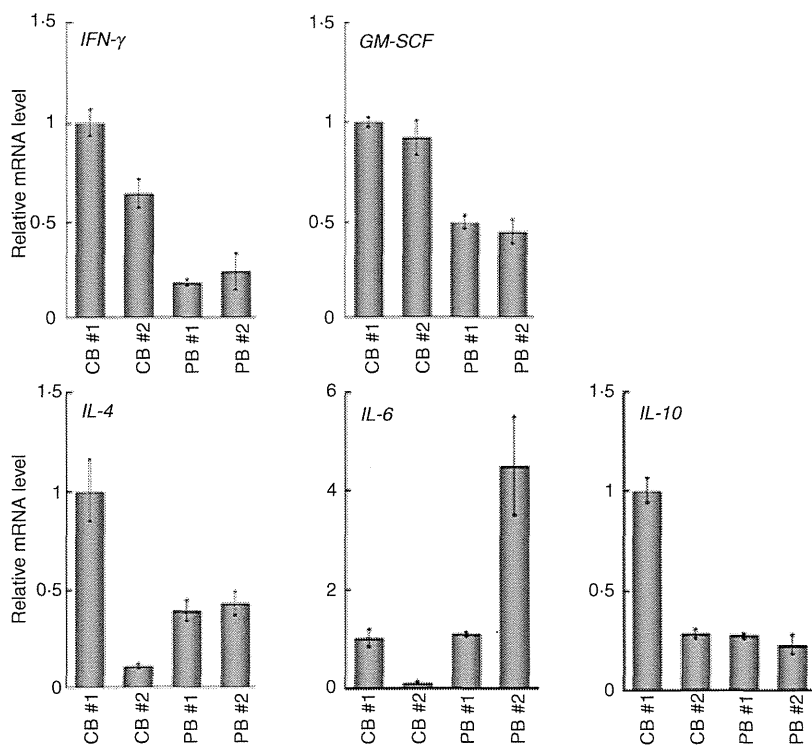 IFN-γ
Relative mRNA level
1·5
1
0·5
0
CB #1
CB #2
PB #1
PB #2
GM-SCF
1·5
1
0·5
0
CB #1
CB #2
PB #1
PB #2
IL-4
Relative mRNA level
1·5
1
0·5
0
CB #1
CB #2
PB #1
PB #2
IL-6
6
4
2
0
CB #1
CB #2
PB #1
PB #2
IL-10
1·5
1
0·5
0
CB #1
CB #2
PB #1
PB #2